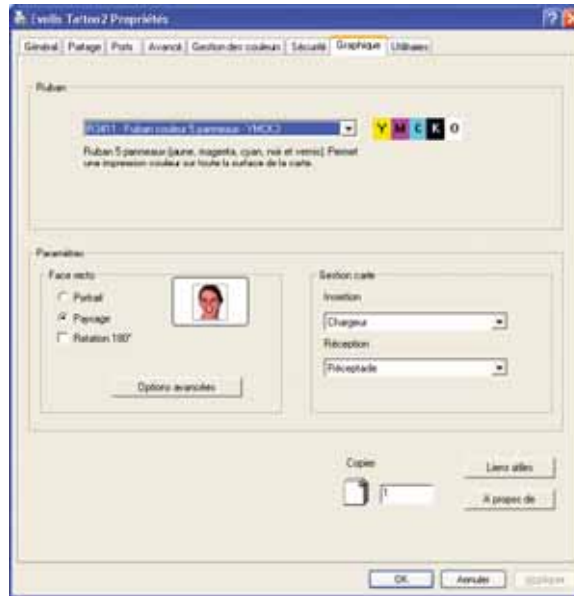 Evolis Tattoo2 Propriétés
Général Partage Ports Avancé Gestion des couleurs Sécurité Graphique Utilitaires
Ruban
R3411 - Ruban couleur 5 panneaux - YMCKO
Y M C K O
Ruban 5 panneaux (jaune, magenta, cyan, noir et vernis). Permet
une impression couleur sur toute la surface de la carte.
Paramètres
Face recto
Portrait
Paysage
Rotation 180°
Options avancées
Gestion carte
Insertion
Chargeur
Réception
Réceptacle
Copies
1
Liens utiles
A propos de
OK Annuler Appliquer